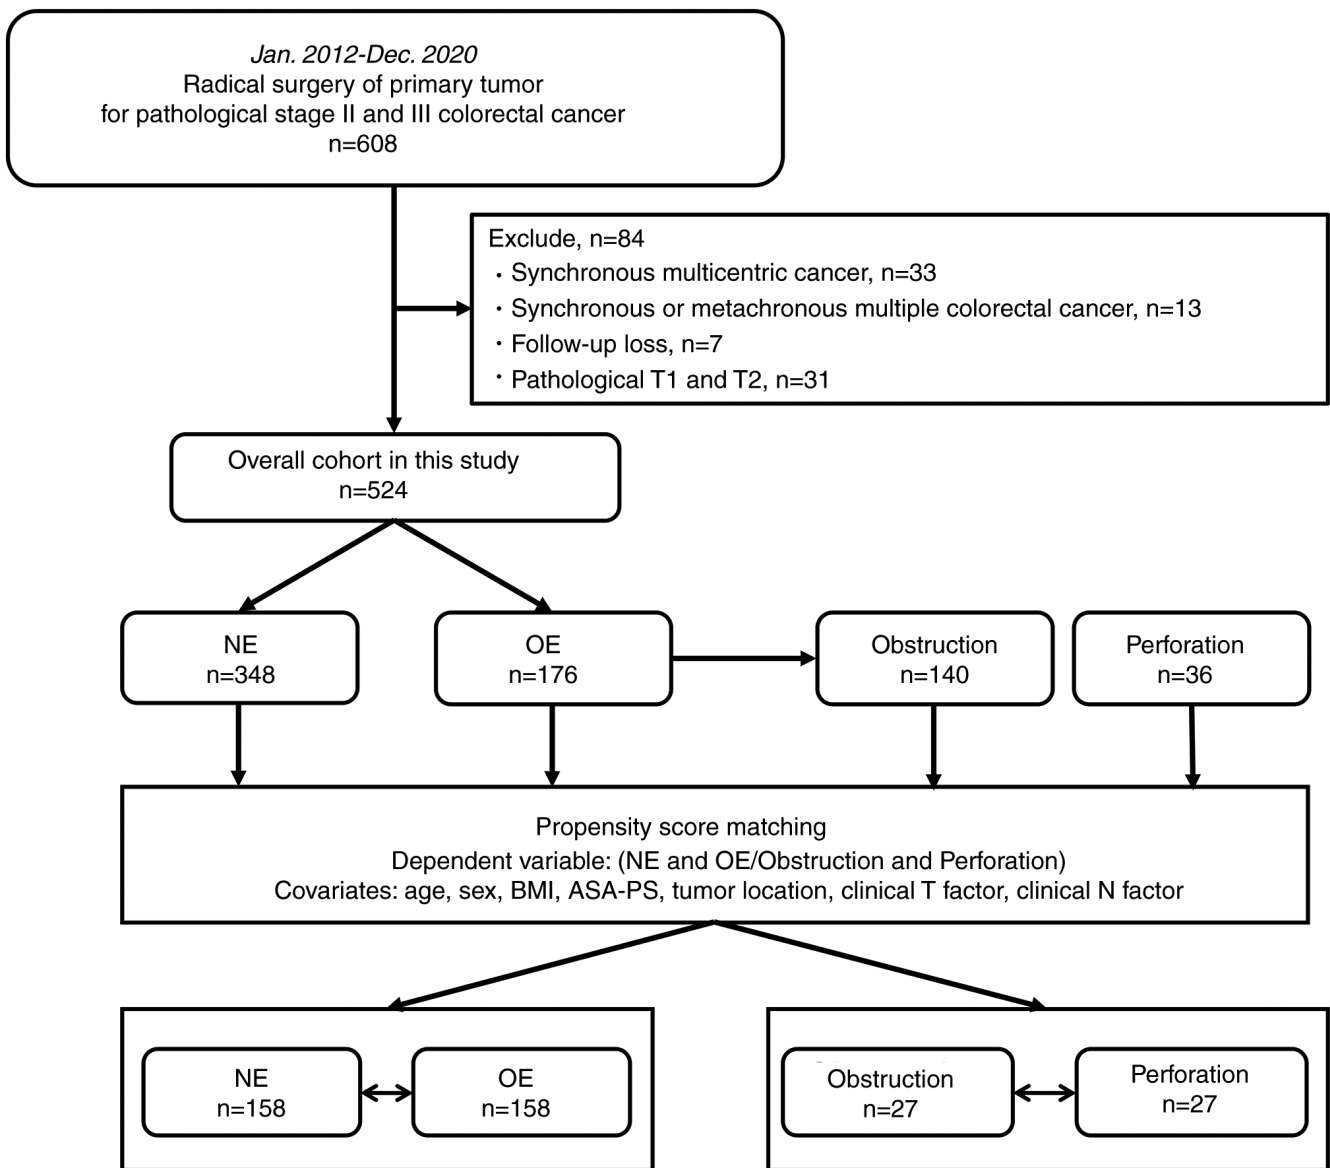 Jan. 2012-Dec. 2020
Radical surgery of primary tumor
for pathological stage II and III colorectal cancer
n=608
Exclude, n=84
・Synchronous multicentric cancer, n=33
・Synchronous or metachronous multiple colorectal cancer, n=13
・Follow-up loss, n=7
・Pathological T1 and T2, n=31
Overall cohort in this study
n=524
NE
n=348
OE
n=176
Obstruction
n=140
Perforation
n=36
Propensity score matching
Dependent variable: (NE and OE/Obstruction and Perforation)
Covariates: age, sex, BMI, ASA-PS, tumor location, clinical T factor, clinical N factor
NE
n=158
OE
n=158
Obstruction
n=27
Perforation
n=27